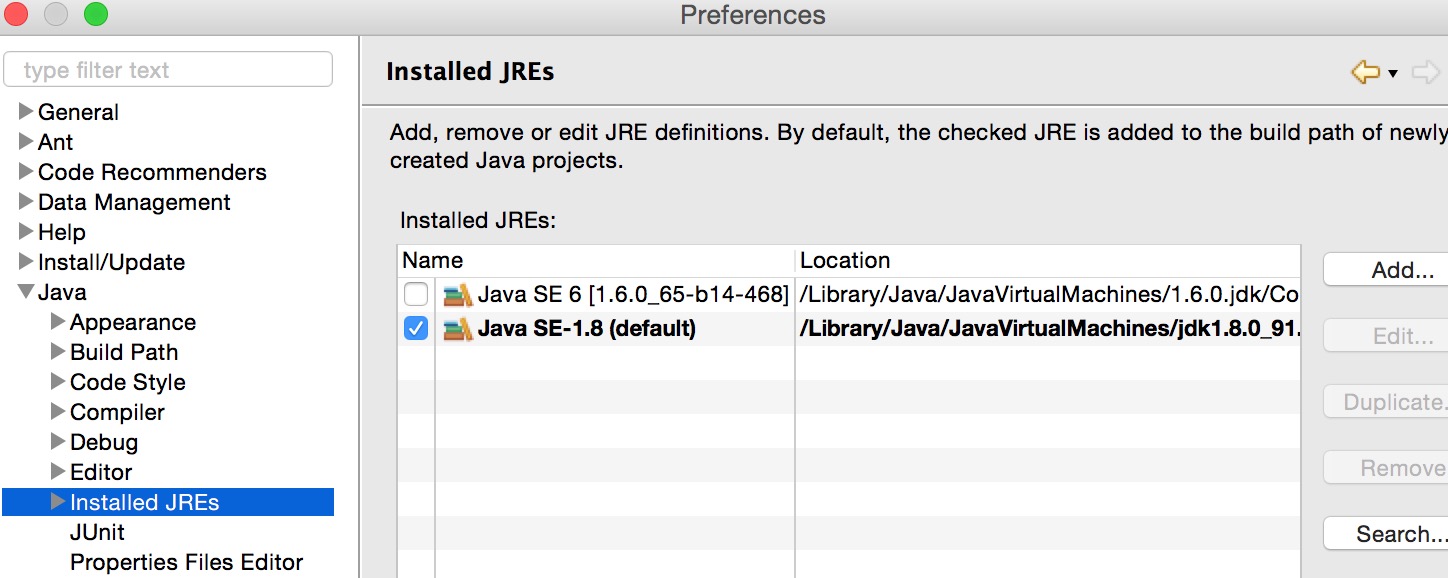 Preferences
type filter text
General
Ant
Code Recommenders
Data Management
Help
Install/Update
Java
Appearance
Build Path
Code Style
Compiler
Debug
Editor
Installed JREs
JUnit
Properties Files Editor
Installed JREs
Add, remove or edit JRE definitions. By default, the checked JRE is added to the build path of newly
created Java projects.
Installed JREs:
Name Location
Java SE 6 [1.6.0_65-b14-468] /Library/Java/JavaVirtualMachines/1.6.0.jdk/Co
Java SE-1.8 (default) /Library/Java/JavaVirtualMachines/jdk1.8.0_91.
Add...
Edit...
Duplicate.
Remove
Search...